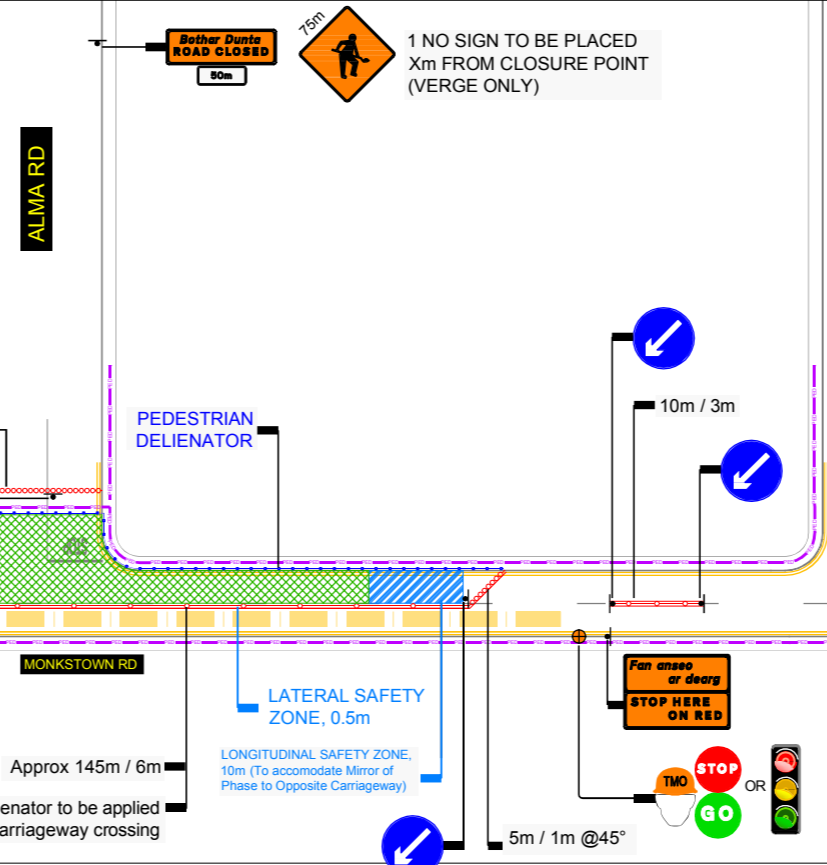 75m
Bothar Dunta
ROAD CLOSED
50m
1 NO SIGN TO BE PLACED
Xm FROM CLOSURE POINT
(VERGE ONLY)
ALMA RD
PEDESTRIAN
DELIENATOR
10m / 3m
STOP
MONKSTOWN RD
LATERAL SAFETY
ZONE, 0.5m
Fan anseo
ar dearg
STOP HERE
ON RED
LONGITUDINAL SAFETY ZONE,
10m (To accomodate Mirror of
Phase to Opposite Carriageway)
Approx 145m / 6m
enator to be applied
arriageway crossing
TMO
STOP
GO
OR
5m / 1m @45°